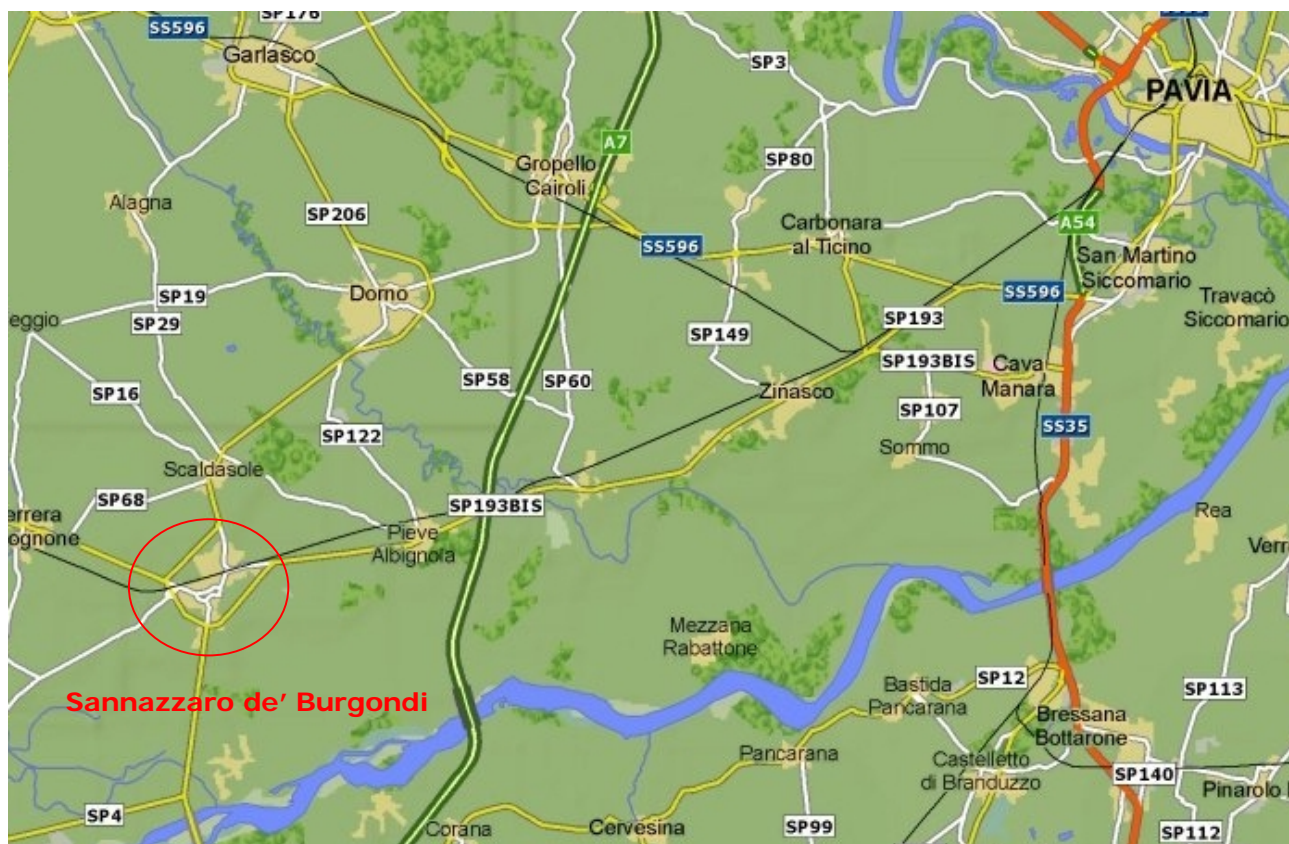 SP176
SS596
Garlasco
SP3
PAVIA
A7
Gropello
Cairoli
SP80
Alagna
SP206
Carbonara
al Ticino
A54
SS596
San Martino
Siccomario
SP19
Dorno
SS596
Travacò
Siccomario
eggio
SP29
SP193
SP149
SP193BIS
Cava
Manara
SP16
SP58
SP60
Zinasco
SP107
SS35
SP122
Sommo
Scaldasole
SP68
SP193BIS
Rea
errera
ognone
Pieve
Albignola
Verr
Mezzana
Rabattone
Sannazzaro de’ Burgondi
Bastida
Pancarana
SP12
SP113
Bressana
Bottarone
Pancarana
Castelletto
di Branduzzo
SP140
Pinarolo
SP4
Corana
Cervesina
SP99
SP112